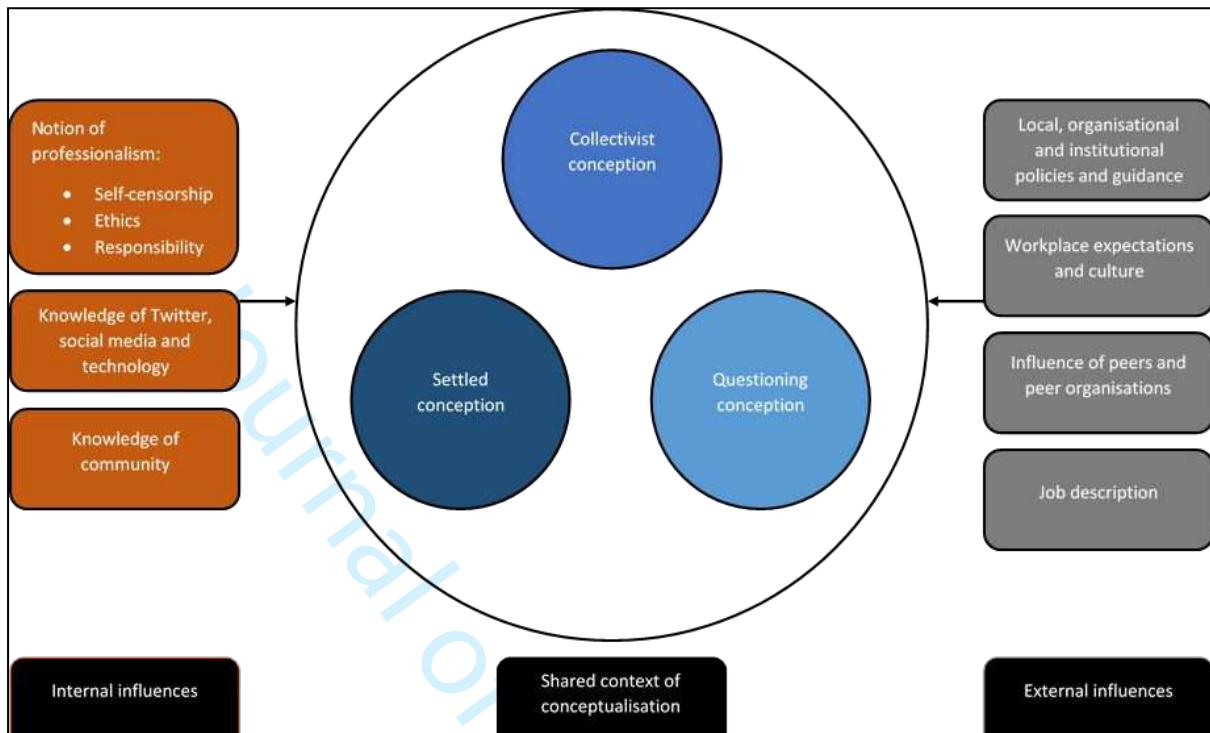 Notion of
professionalism:
• Self-censorship
• Ethics
• Responsibility
Knowledge of Twitter,
social media and
technology
Knowledge of
community
Collectivist
conception
Settled
conception
Questioning
conception
Local, organisational
and institutional
policies and guidance
Workplace expectations
and culture
Influence of peers and
peer organisations
Job description
Internal influences
Shared context of
conceptualisation
External influences
ournal o